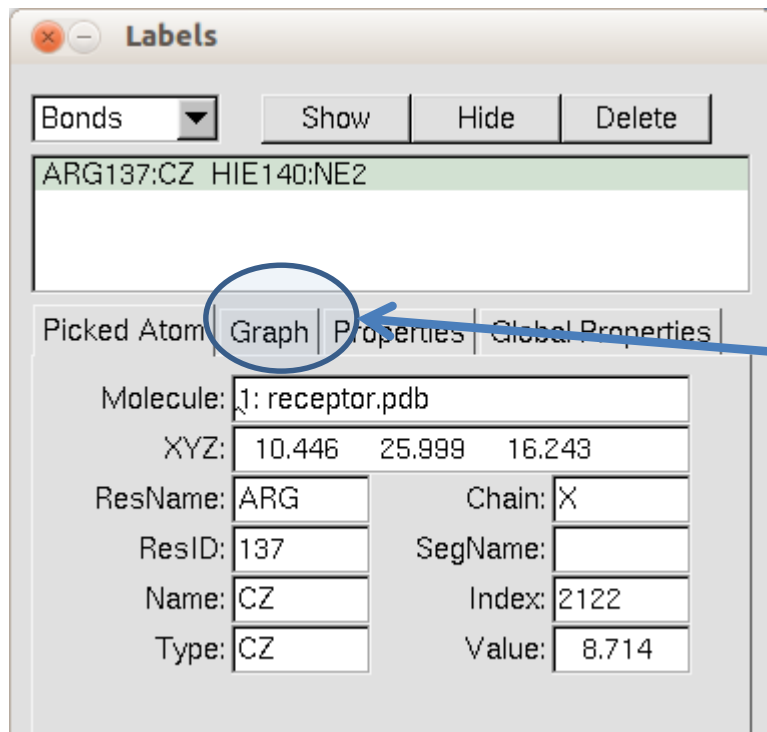 Labels
Bonds Show Hide Delete
ARG137:CZ HIE140:NE2
Picked Atom Graph Properties Global Properties
Molecule: 1: receptor.pdb
XYZ: 10.446 25.999 16.243
ResName: ARG Chain: X
ResID: 137 SegName:
Name: CZ Index: 2122
Type: CZ Value: 8.714